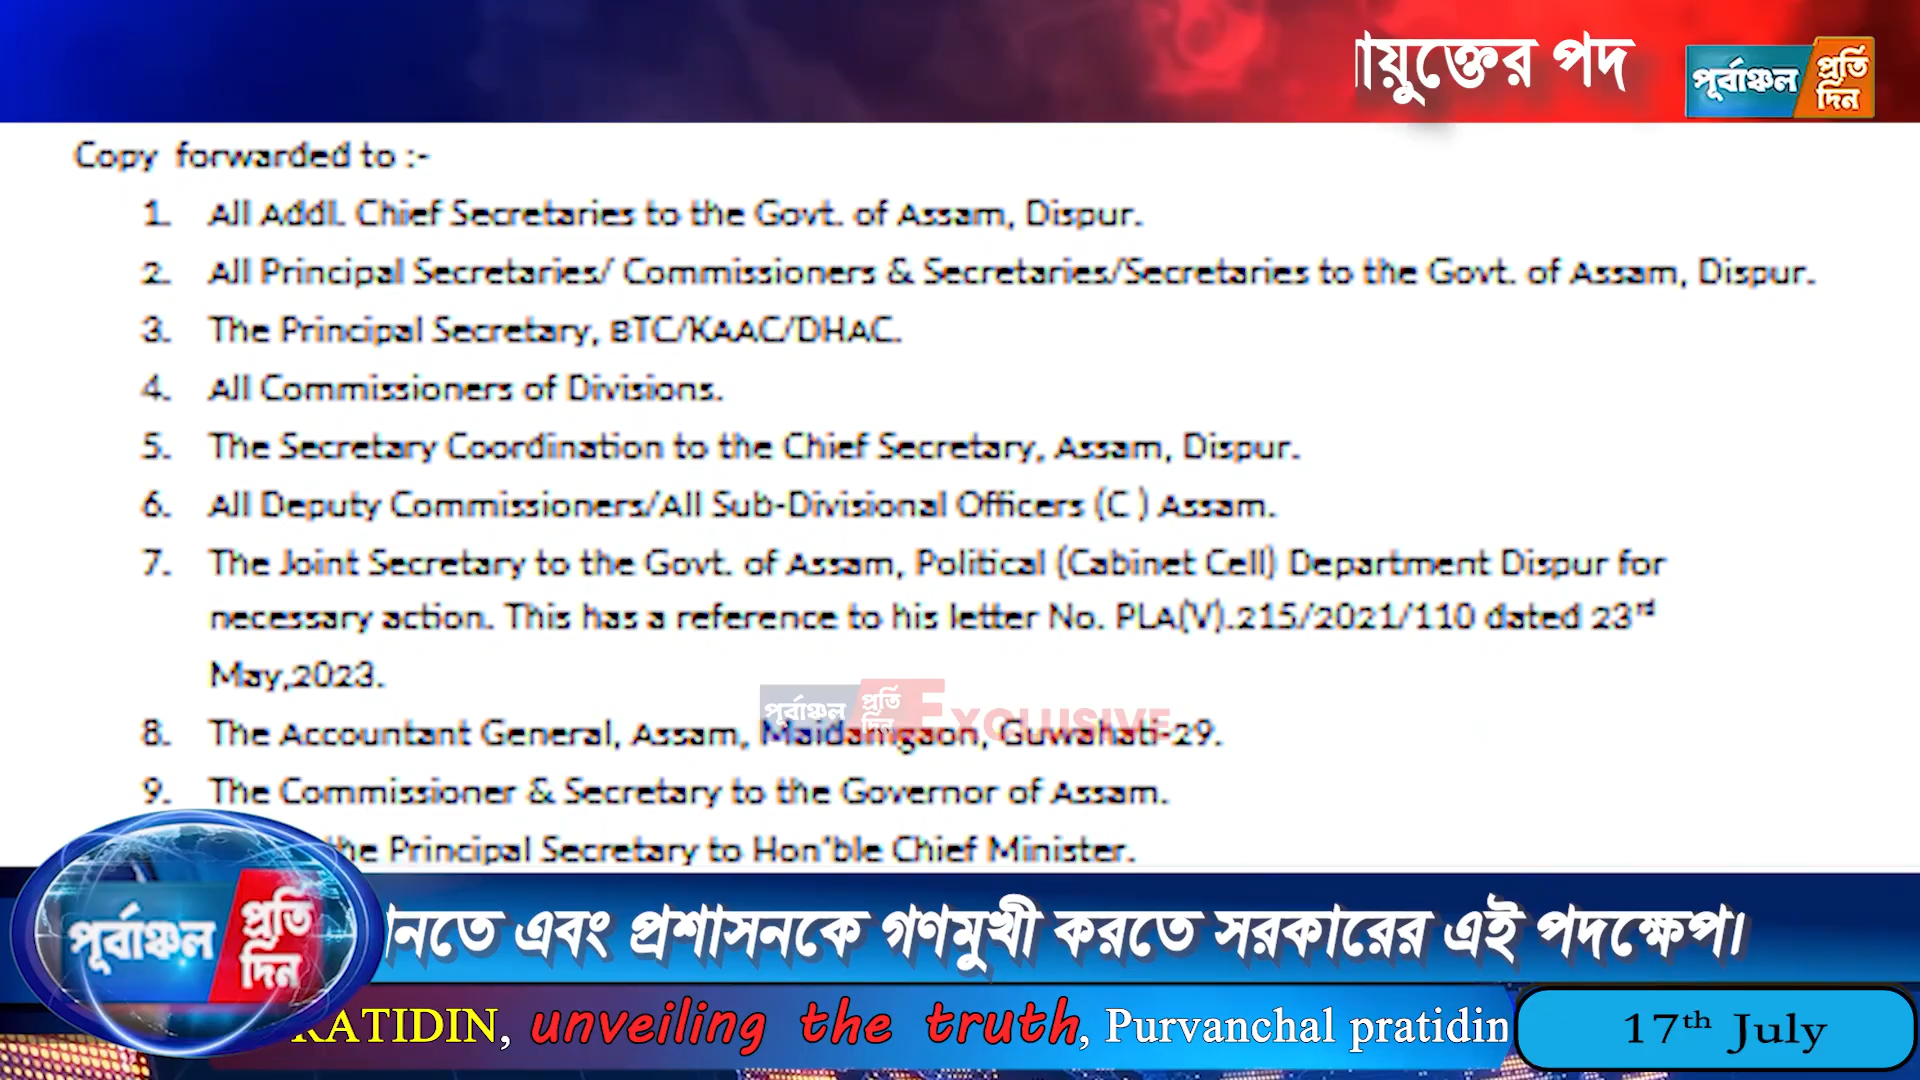 য়ুক্তের পদ
পূর্বাঞ্চল প্রতি দিন
Copy forwarded to :-
1. All Addl. Chief Secretaries to the Govt. of Assam, Dispur.
2. All Principal Secretaries/ Commissioners & Secretaries/Secretaries to the Govt. of Assam, Dispur.
3. The Principal Secretary, BTC/KAAC/DHAC.
4. All Commissioners of Divisions.
5. The Secretary Coordination to the Chief Secretary, Assam, Dispur.
6. All Deputy Commissioners/All Sub-Divisional Officers (C ) Assam.
7. The Joint Secretary to the Govt. of Assam, Political (Cabinet Cell) Department Dispur for
necessary action. This has a reference to his letter No. PLA(V).215/2021/110 dated 23rd
May,2023.
পূর্বাঞ্চল প্রতি দিন EXCLUSIVE
8. The Accountant General, Assam, Maidamgaon, Guwahati-29.
9. The Commissioner & Secretary to the Governor of Assam.
the Principal Secretary to Hon'ble Chief Minister.
পূর্বাঞ্চল প্রতি দিন
নতে এবং প্রশাসনকে গণমুখী করতে সরকারের এই পদক্ষেপ।
RATIDIN, unveiling the truth, Purvanchal pratidin
17th July